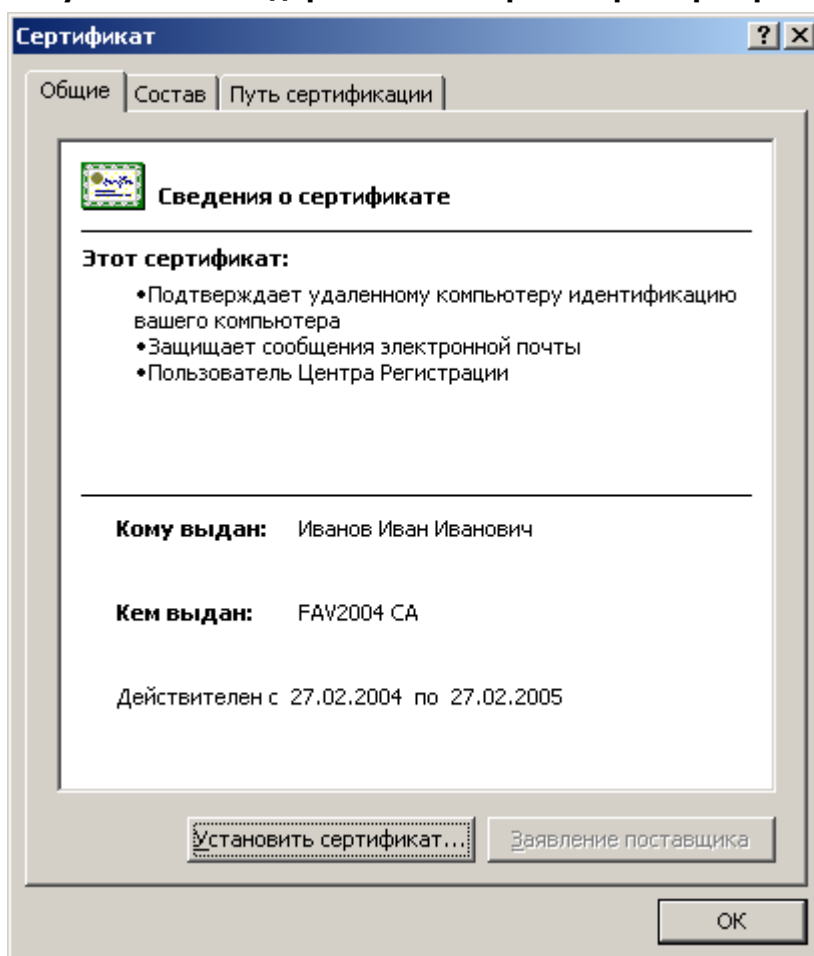 Сертификат
Общие Состав Путь сертификации
Сведения о сертификате
Этот сертификат:
•Подтверждает удаленному компьютеру идентификацию
вашего компьютера
•Защищает сообщения электронной почты
•Пользователь Центра Регистрации
Кому выдан: Иванов Иван Иванович
Кем выдан: FAV2004 CA
Действителен с 27.02.2004 по 27.02.2005
Установить сертификат... Заявление поставщика
ОК